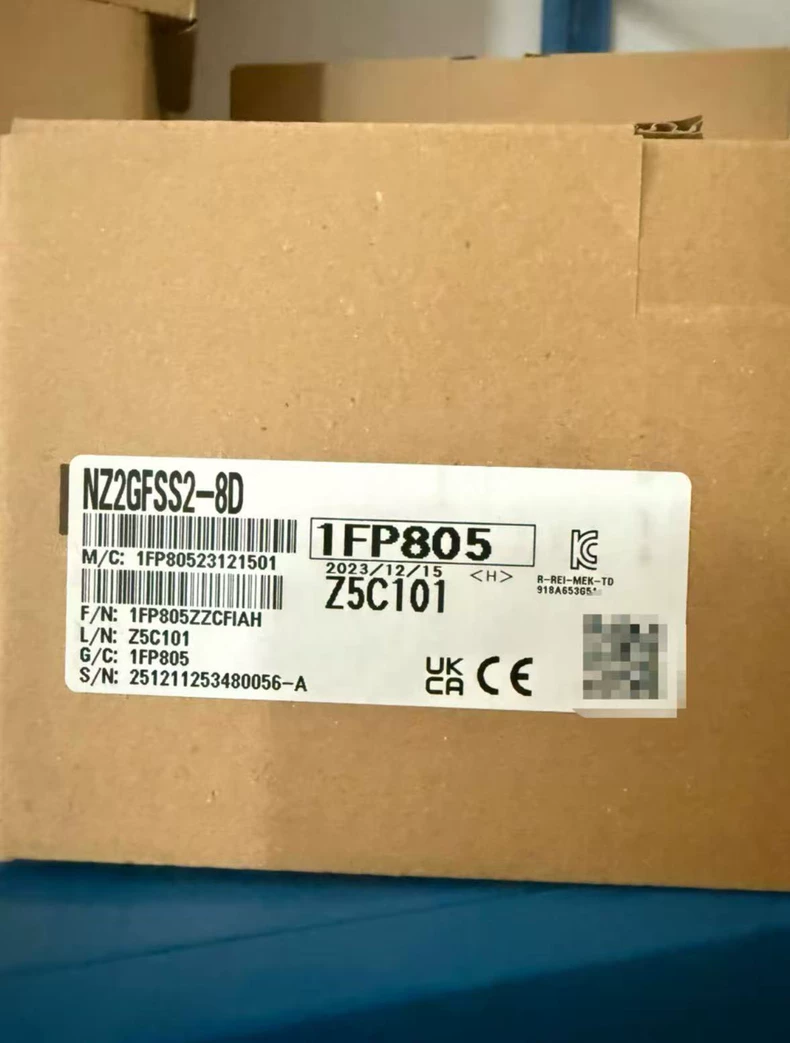 NZ2GFSS2-8D
M/C: 1FP80523121501
1FP805
2023/12/15 <H>
Z5C101
R-REI-MEK-TD
F/N: 1FP805ZZCFIAH
L/N: Z5C101
G/C: 1FP805
S/N: 251211253480056-A
UK
CA
CE